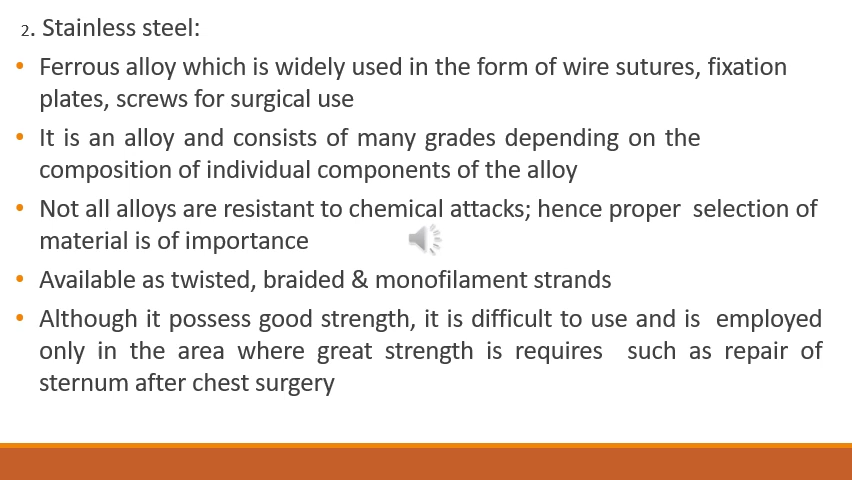 2. Stainless steel:
• Ferrous alloy which is widely used in the form of wire sutures, fixation
plates, screws for surgical use
• It is an alloy and consists of many grades depending on the
composition of individual components of the alloy
• Not all alloys are resistant to chemical attacks; hence proper selection of
material is of importance
• Available as twisted, braided & monofilament strands
• Although it possess good strength, it is difficult to use and is employed
only in the area where great strength is requires such as repair of
sternum after chest surgery